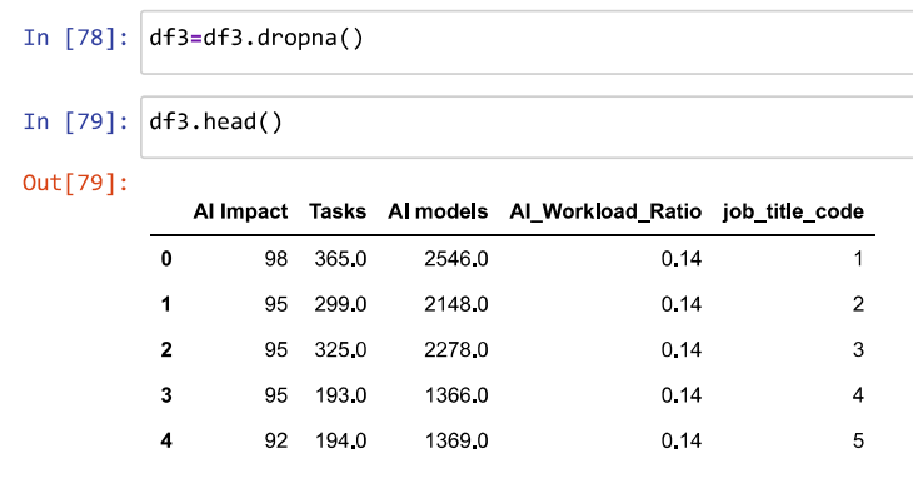 In [78]: df3=df3.dropna()
In [79]: df3.head()
Out[79]:
AI Impact Tasks AI models AI_Workload_Ratio job_title_code
0 98 365.0 2546.0 0.14 1
1 95 299.0 2148.0 0.14 2
2 95 325.0 2278.0 0.14 3
3 95 193.0 1366.0 0.14 4
4 92 194.0 1369.0 0.14 5